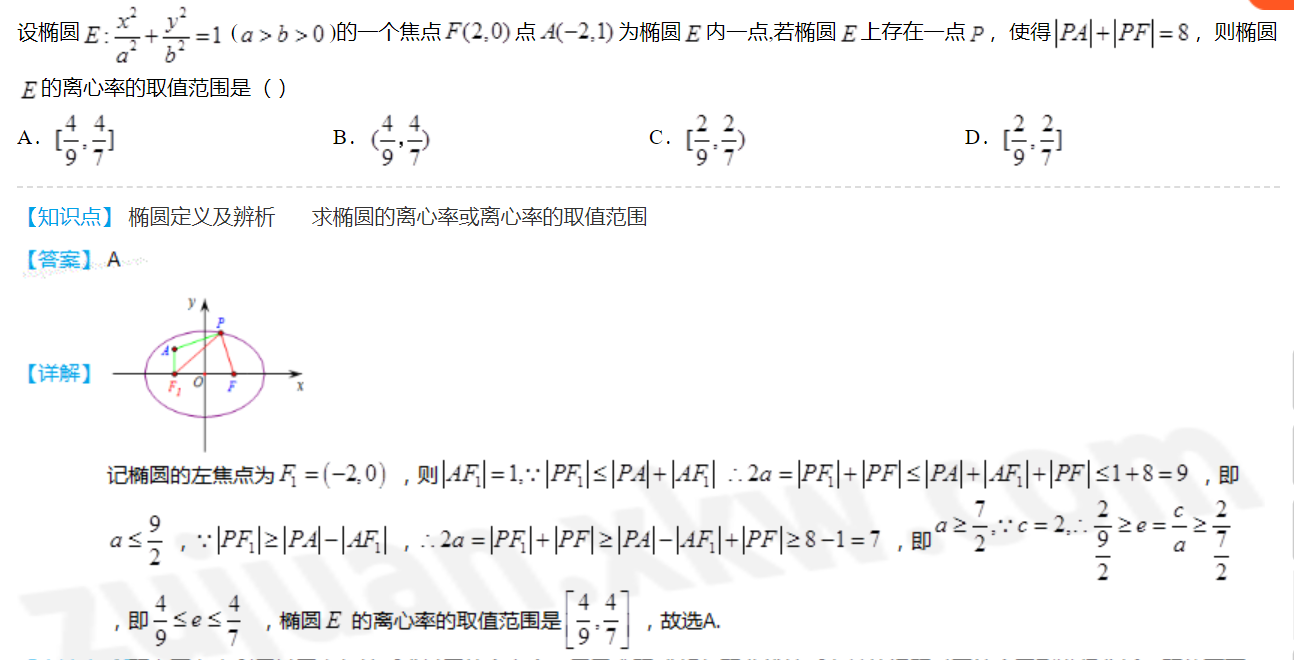 设椭圆 $E:\frac{x^2}{a^2}+\frac{y^2}{b^2}=1$ ($a>b>0$)的一个焦点 $F(2,0)$ 点 $A(-2,1)$ 为椭圆 $E$ 内一点,若椭圆 $E$ 上存在一点 $P$，使得 $|PA|+|PF|=8$，则椭圆
$E$ 的离心率的取值范围是（ ）
A．$[\frac{4}{9},\frac{4}{7}]$ B．$(\frac{4}{9},\frac{4}{7})$ C．$[\frac{2}{9},\frac{2}{7})$ D．$[\frac{2}{9},\frac{2}{7}]$
【知识点】 椭圆定义及辨析 求椭圆的离心率或离心率的取值范围
【答案】 A
【详解】
y
P
A
F₁ O F x
记椭圆的左焦点为 $F_1=(-2,0)$ ，则 $|AF_1|=1,\because|PF_1|\le|PA|+|AF_1|$ $\therefore 2a=|PF_1|+|PF|\le|PA|+|AF_1|+|PF|\le1+8=9$ ，即
$a\le\frac{9}{2}$ ，$\because|PF_1|\ge|PA|-|AF_1|$ ，$\therefore 2a=|PF_1|+|PF|\ge|PA|-|AF_1|+|PF|\ge8-1=7$ ，即 $a\ge\frac{7}{2},\because c=2,\therefore\frac{2}{\frac{9}{2}}\ge e=\frac{c}{a}\ge\frac{2}{\frac{7}{2}}$
，即 $\frac{4}{9}\le e\le\frac{4}{7}$ ，椭圆 $E$ 的离心率的取值范围是 $\left[\frac{4}{9},\frac{4}{7}\right]$ ，故选A.
zujuan.xkw.com